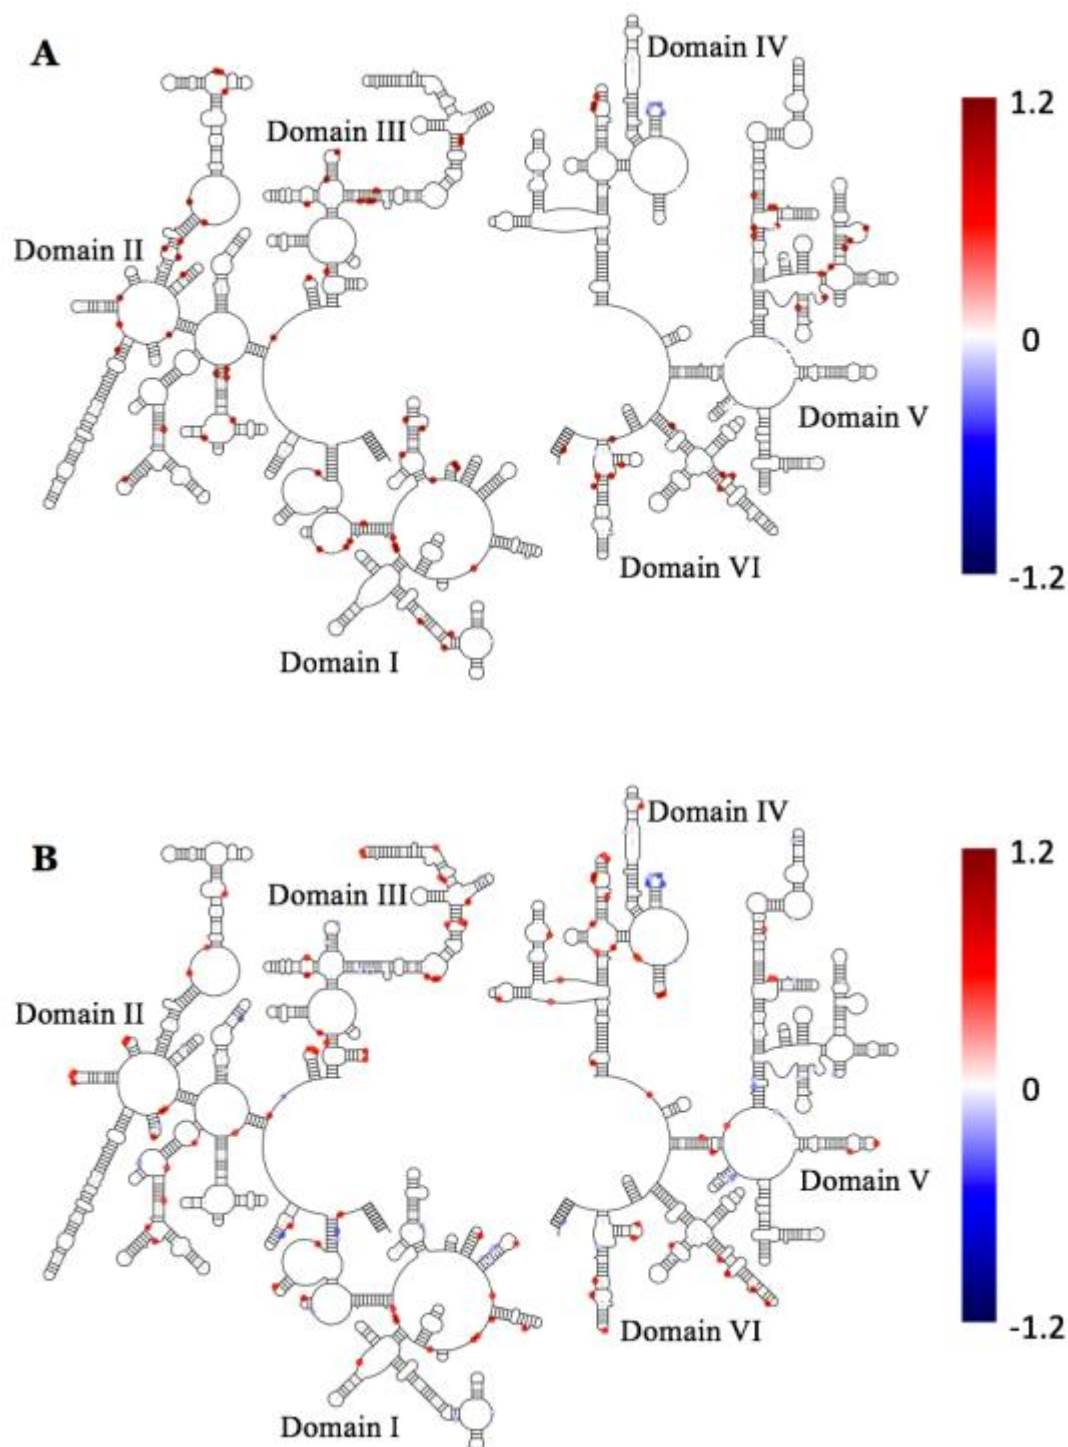 A
Domain IV
1.2
Domain III
Domain II
0
Domain V
Domain VI
-1.2
Domain I
B
Domain IV
1.2
Domain III
Domain II
0
Domain V
Domain VI
-1.2
Domain I